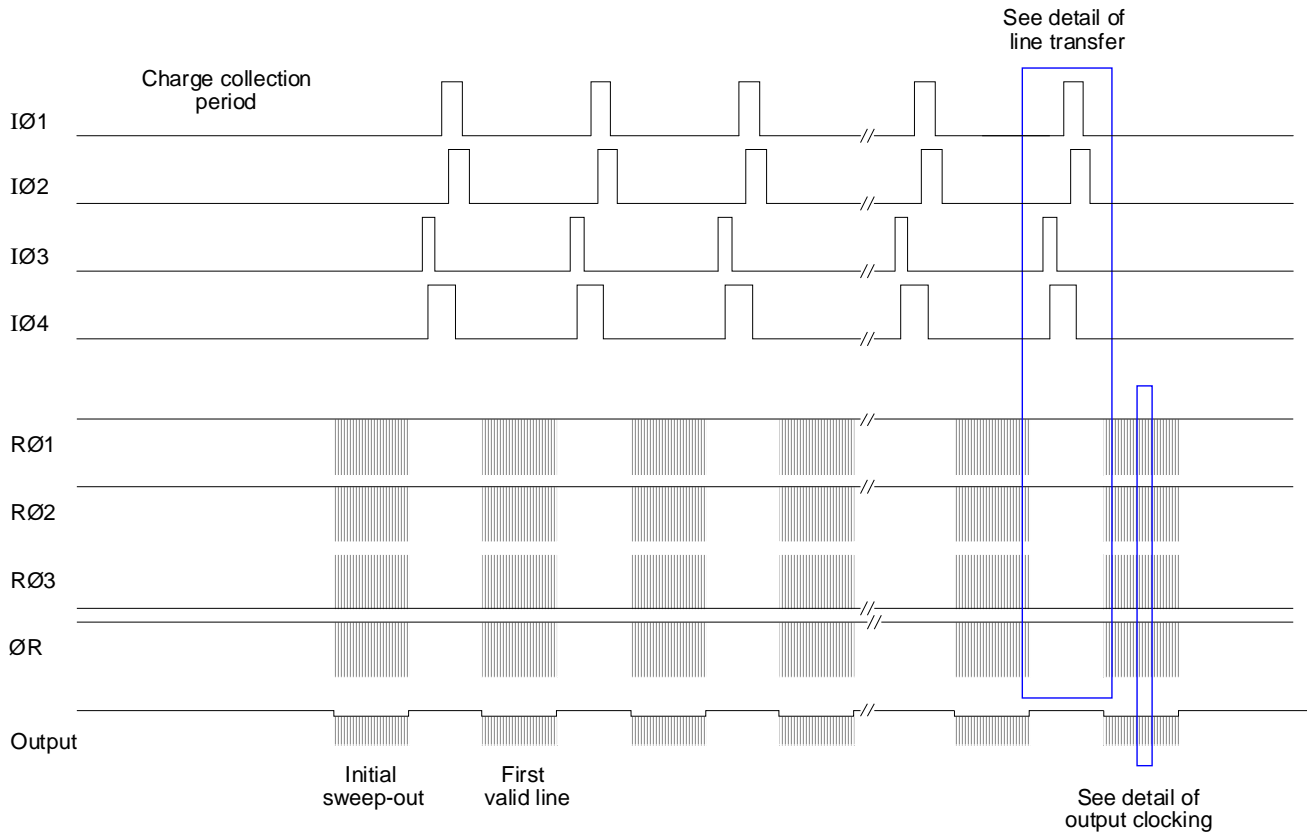 See detail of
line transfer
Charge collection
period
IØ1
IØ2
IØ3
IØ4
RØ1
RØ2
RØ3
ØR
Output
Initial
sweep-out
First
valid line
See detail of
output clocking